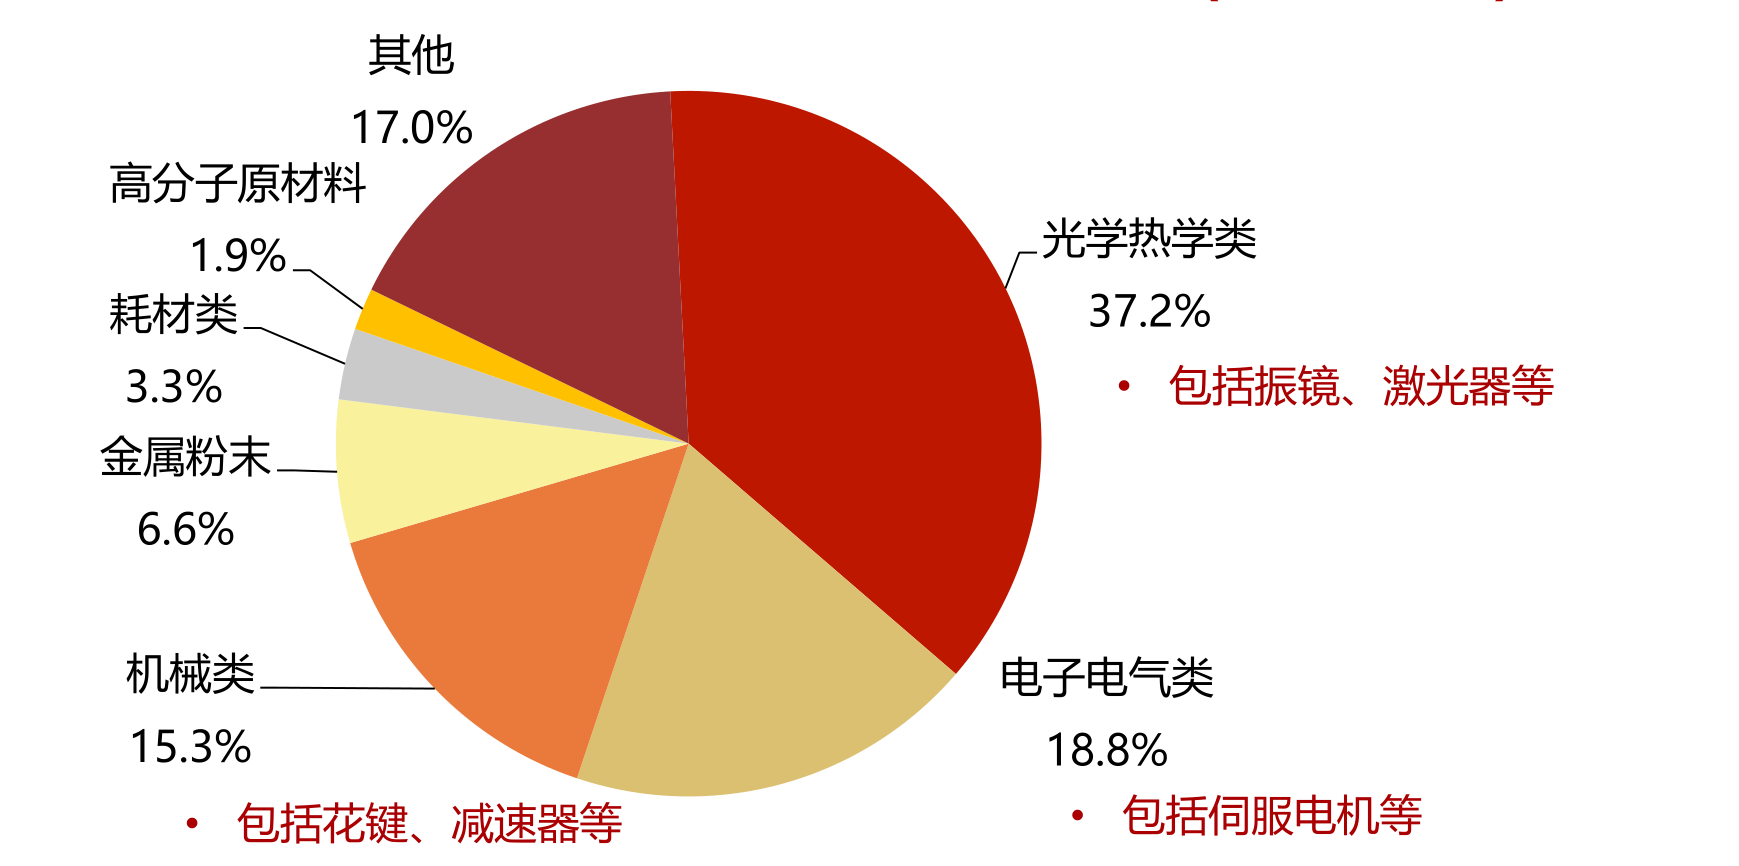 其他
17.0%
高分子原材料
1.9%
耗材类
3.3%
金属粉末
6.6%
机械类
15.3%
• 包括花键、减速器等
光学热学类
37.2%
• 包括振镜、激光器等
电子电气类
18.8%
• 包括伺服电机等